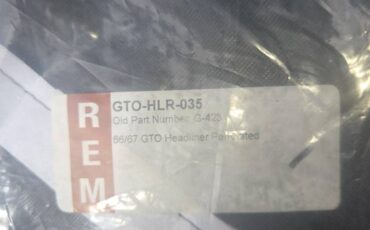 REM
GTO-HLR-035
Old Part Number: G-423
66/67 GTO Headliner Perforated